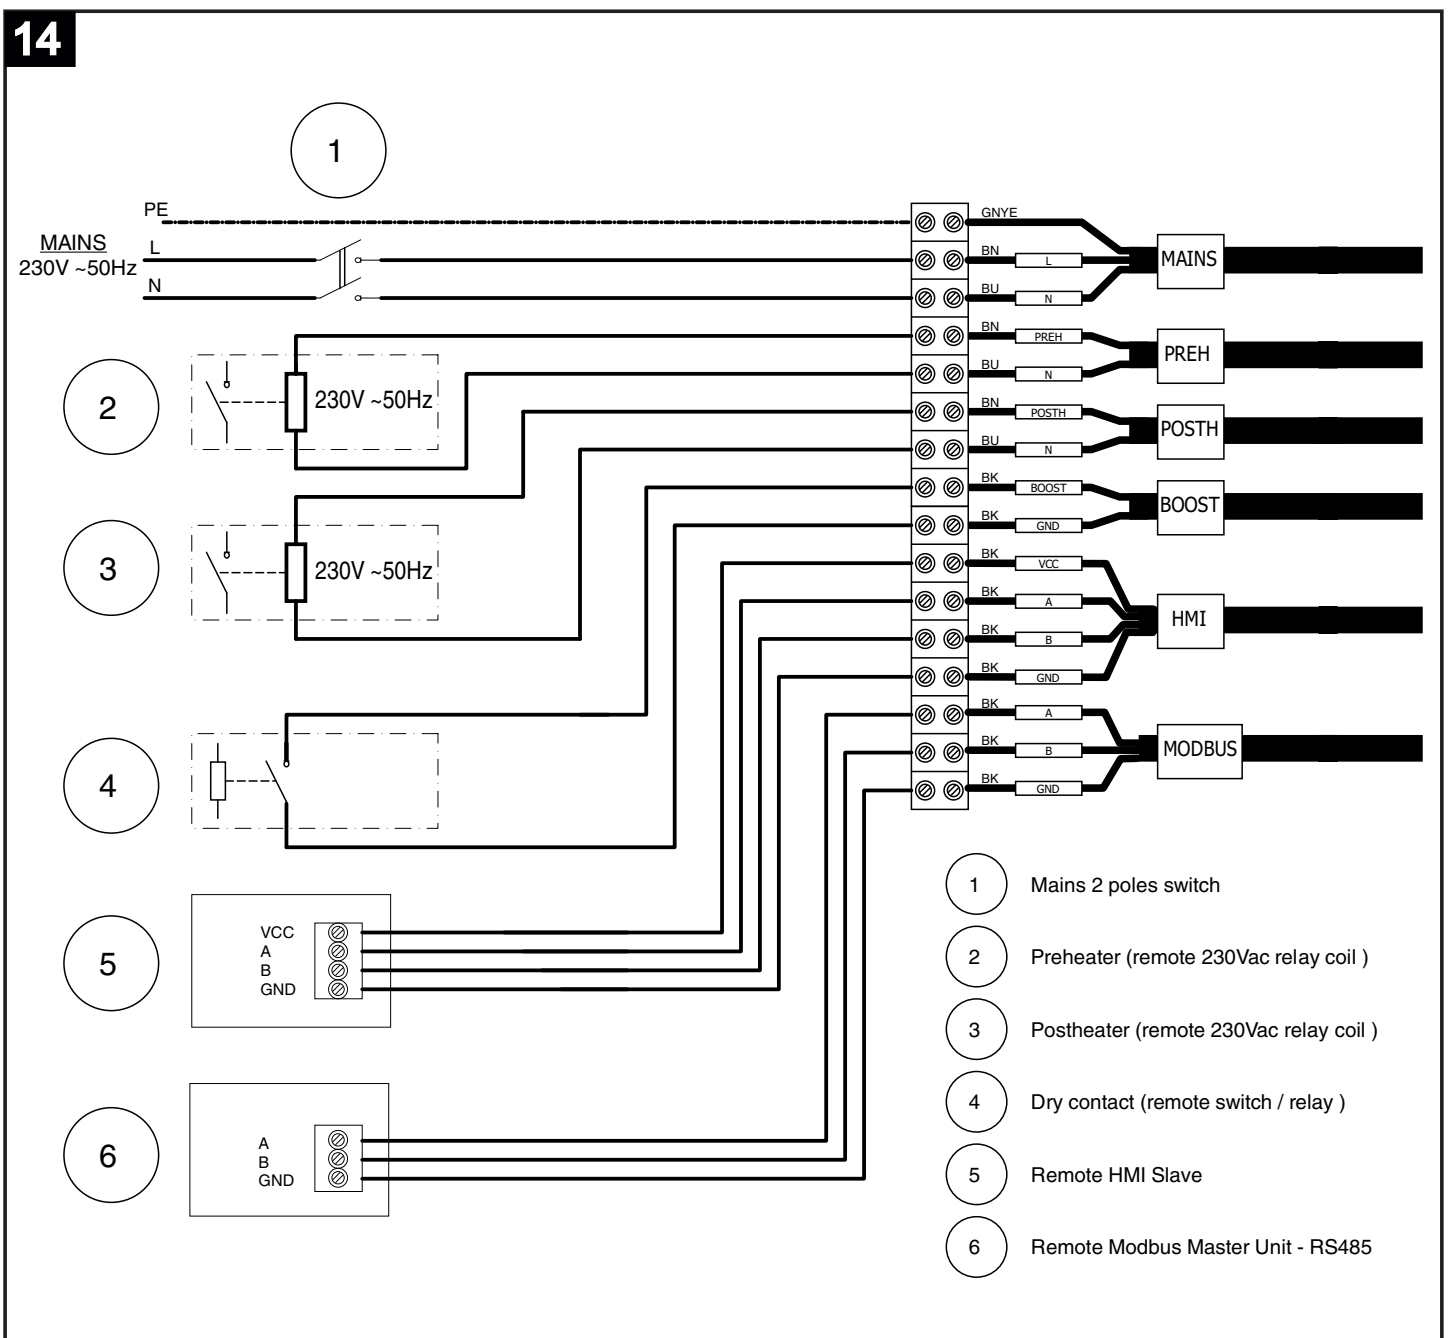 14
1
PE
MAINS
230V ~50Hz
L
N
GNYE
BN
L
BU
N
MAINS
BN
PREH
BU
N
PREH
2
230V ~50Hz
BN
POSTH
BU
N
POSTH
3
230V ~50Hz
BK
BOOST
BK
GND
BOOST
BK
VCC
BK
A
BK
B
BK
GND
HMI
BK
A
BK
B
BK
GND
MODBUS
4
5
VCC
A
B
GND
6
A
B
GND
1 Mains 2 poles switch
2 Preheater (remote 230Vac relay coil )
3 Postheater (remote 230Vac relay coil )
4 Dry contact (remote switch / relay )
5 Remote HMI Slave
6 Remote Modbus Master Unit - RS485